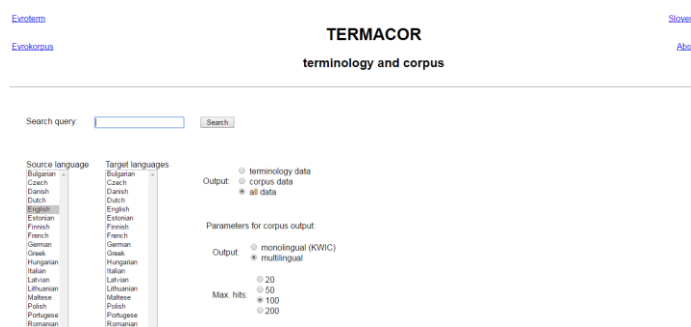 Evroterm
Slover
TERMACOR
Evrokorpus
Abo
terminology and corpus
Search query:
Search
Source language
Target languages
Bulgarian
Czech
Danish
Dutch
English
Estonian
Finnish
French
German
Greek
Hungarian
Italian
Latvian
Lithuanian
Maltese
Polish
Portugese
Romanian
Bulgarian
Czech
Danish
Dutch
English
Estonian
Finnish
French
German
Greek
Hungarian
Italian
Latvian
Lithuanian
Maltese
Polish
Portugese
Romanian
Output:
terminology data
corpus data
all data
Parameters for corpus output:
Output:
monolingual (KWIC)
multilingual
Max. hits:
20
50
100
200